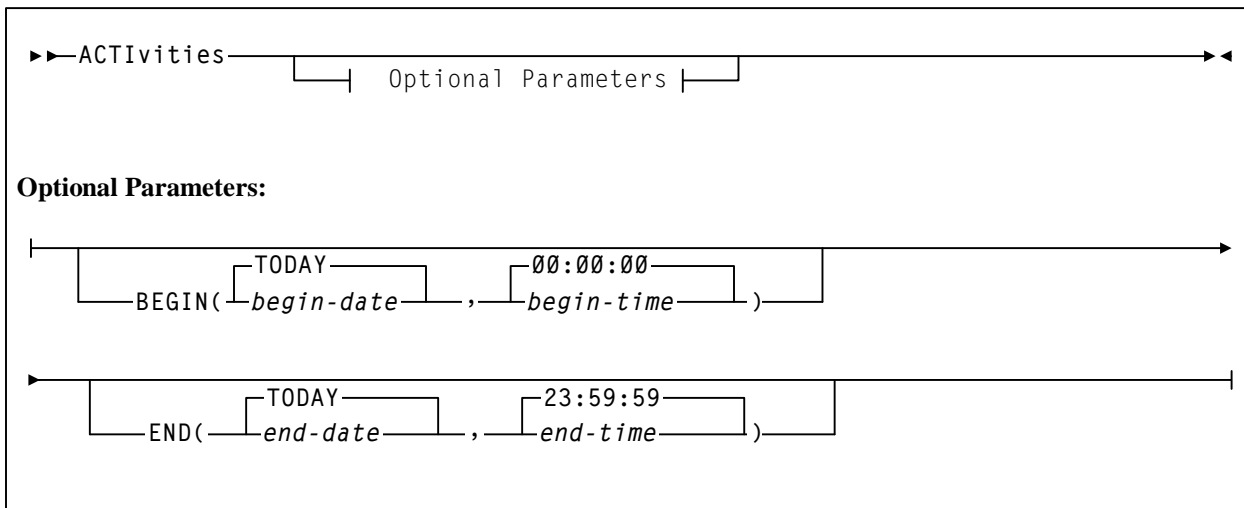 ACTIvities
Optional Parameters
Optional Parameters:
TODAY 00:00:00
BEGIN( begin-date , begin-time )
TODAY 23:59:59
END( end-date , end-time )